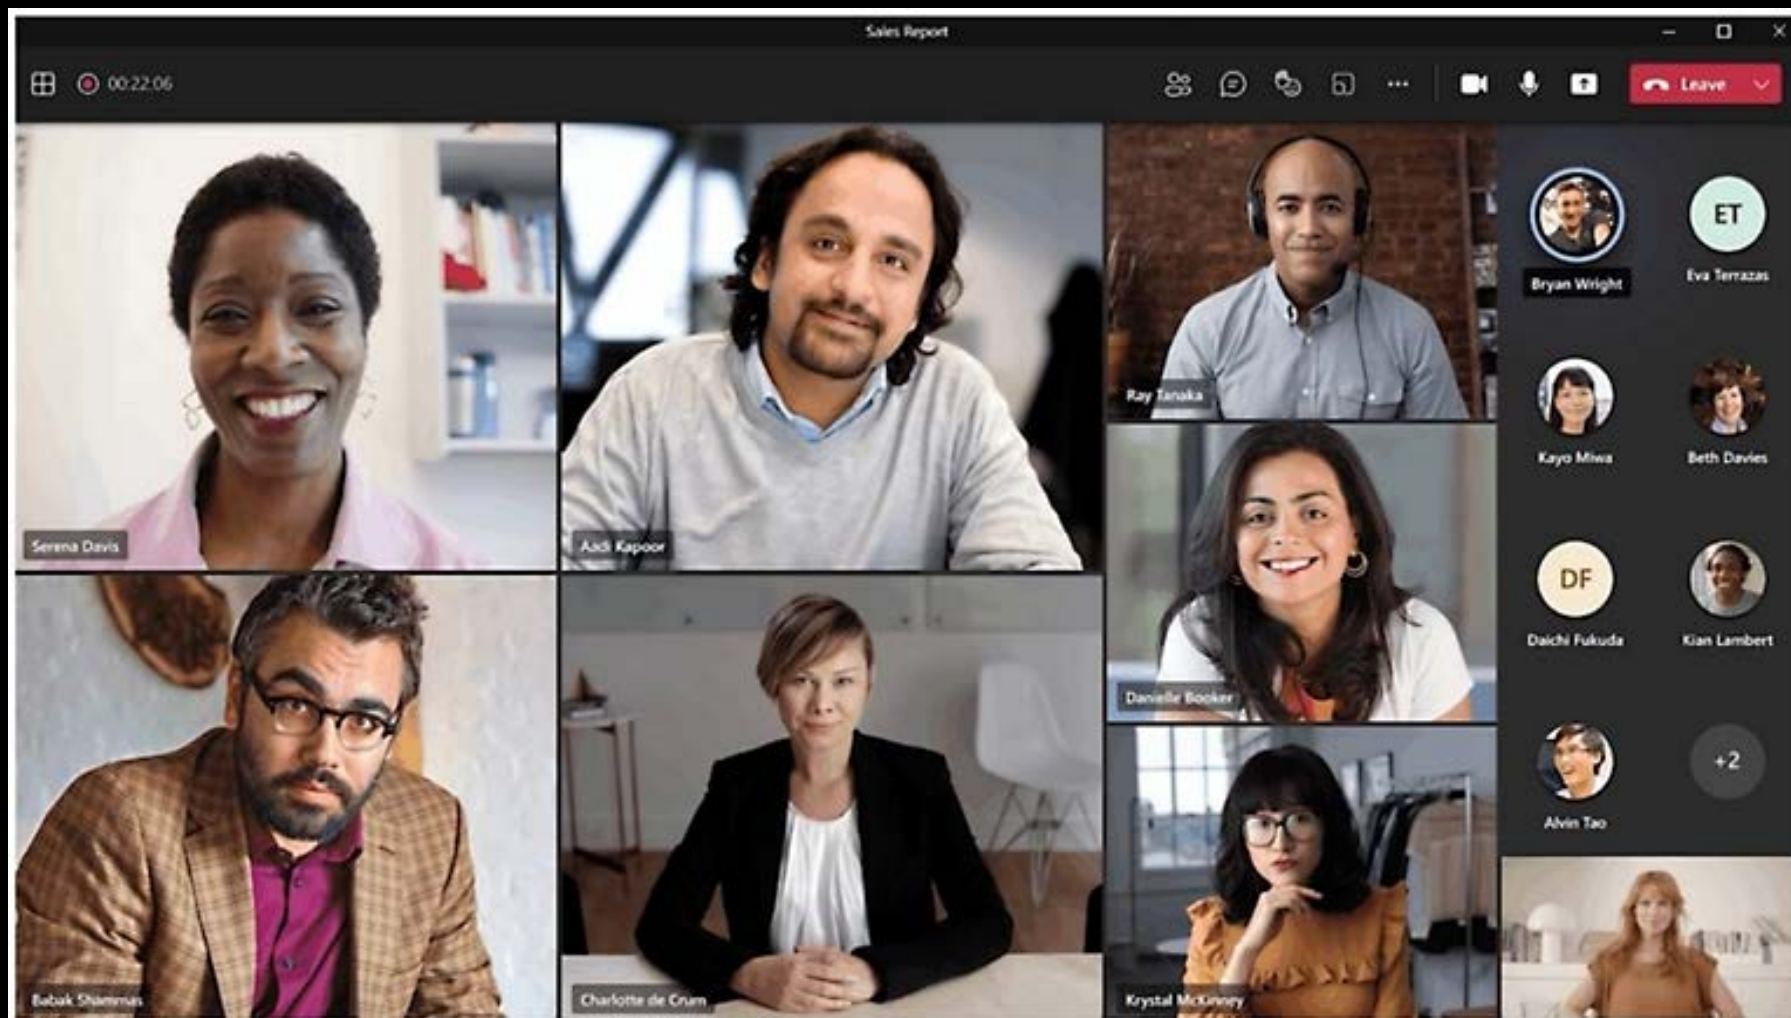 Sales Report
00:22:06
Leave
Serena Davis
Aadi Kapoor
Ray Tanaka
Bryan Wright
Eva Terrazas
ET
Kayo Miwa
Beth Davies
Danielle Booker
DF
Daichi Fukuda
Kian Lambert
Babak Shammas
Charlotte de Crum
Krystal McKinney
Alvin Tao
+2